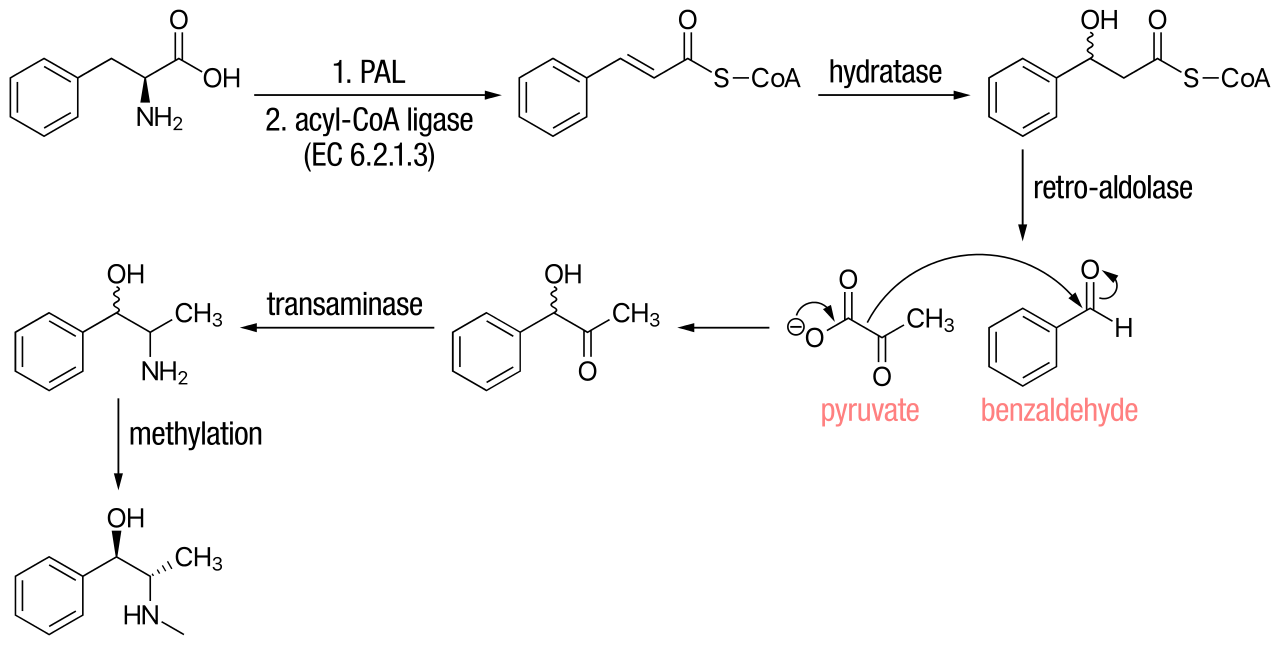 O
OH
NH2
1. PAL
2. acyl-CoA ligase
(EC 6.2.1.3)
O
S–CoA
hydratase
OH
O
S–CoA
retro-aldolase
OH
CH3
NH2
transaminase
OH
CH3
O
O
⊖
O
CH3
O
pyruvate
O
H
benzaldehyde
methylation
OH
CH3
HN